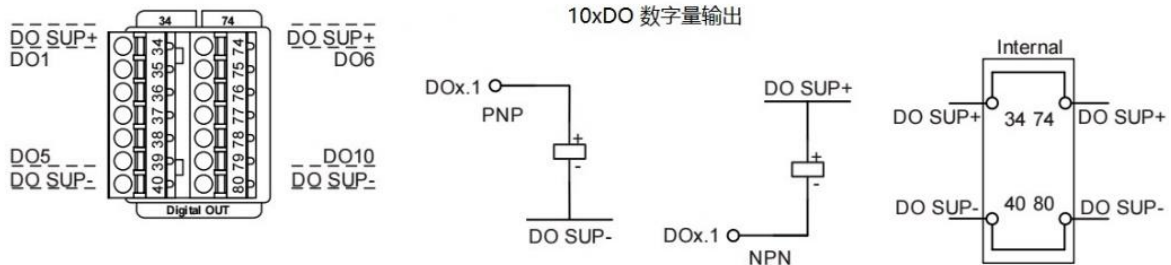 10xDO 数字量输出
34 74
DO SUP+
DO1
DO5
DO SUP-
34
35
36
37
38
39
40
74
75
76
77
78
79
80
DO SUP+
DO6
DO10
DO SUP-
Digital OUT
DOx.1
PNP
+
-
DO SUP-
DO SUP+
+
-
DOx.1
NPN
Internal
DO SUP+ 34 74 DO SUP+
DO SUP- 40 80 DO SUP-